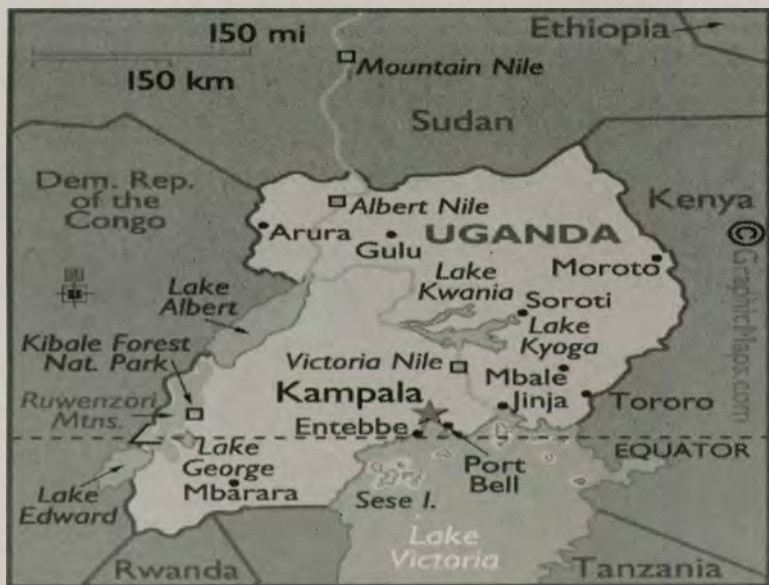 150 mi
150 km
Ethiopia
Mountain Nile
Sudan
Dem. Rep.
of the
Congo
Kenya
Albert Nile
Arura
Gulu
UGANDA
Moroto
© GraphicMaps.com
Lake
Albert
Lake
Kwania
Soroti
Lake
Kyoga
Kibale Forest
Nat. Park
Victoria Nile
Mbale
Ruwenzori
Mtns.
Kampala
Jinja
Tororo
Entebbe
Port
Bell
EQUATOR
Lake
George
Lake
Edward
Mbarara
Sese I.
Lake
Victoria
Rwanda
Tanzania